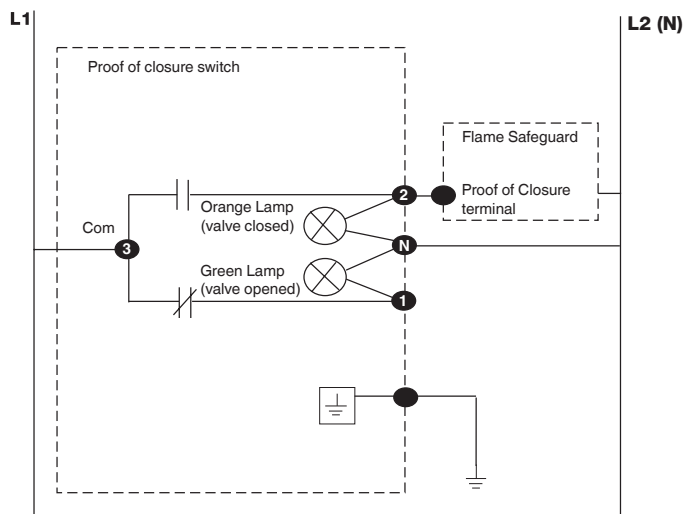 L1
L2 (N)
Proof of closure switch
Flame Safeguard
2
Proof of Closure
terminal
Orange Lamp
(valve closed)
Com
3
N
Green Lamp
(valve opened)
1